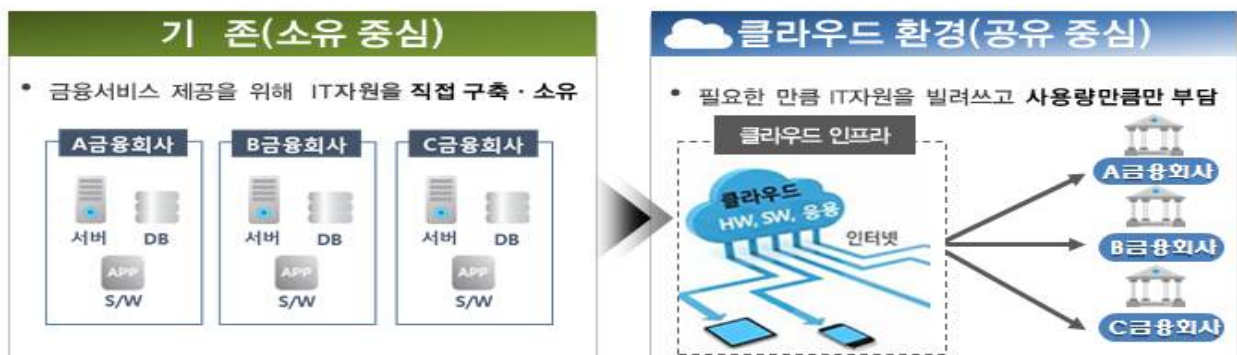 기 존(소유 중심)
• 금융서비스 제공을 위해 IT자원을 직접 구축 · 소유
A금융회사
B금융회사
C금융회사
서버 DB
서버 DB
서버 DB
APP
APP
APP
S/W
S/W
S/W
클라우드 환경(공유 중심)
• 필요한 만큼 IT자원을 빌려쓰고 사용량만큼만 부담
클라우드 인프라
클라우드
HW, SW, 응용
인터넷
A금융회사
B금융회사
C금융회사